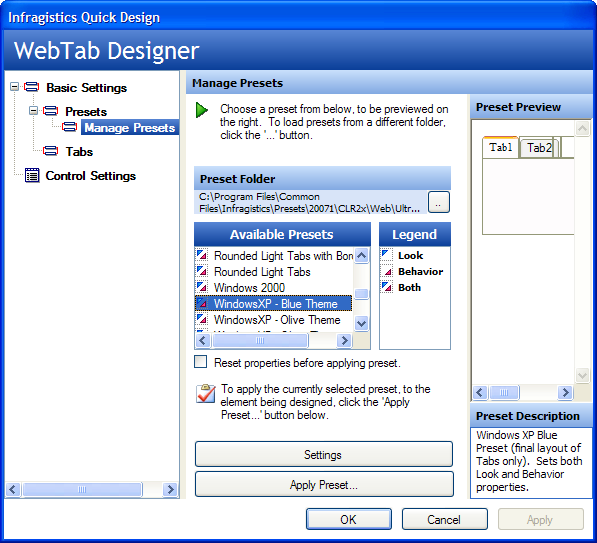 Infragistics Quick Design
WebTab Designer
Basic Settings
Presets
Manage Presets
Tabs
Control Settings
Manage Presets
Choose a preset from below, to be previewed on
the right. To load presets from a different folder,
click the '...' button.
Preset Folder
C:\Program Files\Common
Files\Infragistics\Presets\20071\CLR2x\Web\Ultr...
..
Available Presets
Rounded Light Tabs with Bor
Rounded Light Tabs
Windows 2000
WindowsXP - Blue Theme
WindowsXP - Olive Theme
Legend
Look
Behavior
Both
Reset properties before applying preset.
To apply the currently selected preset, to the
element being designed, click the 'Apply
Preset...' button below.
Settings
Apply Preset...
Preset Preview
Tab1
Tab2
Preset Description
Windows XP Blue
Preset (final layout of
Tabs only). Sets both
Look and Behavior
properties.
OK
Cancel
Apply